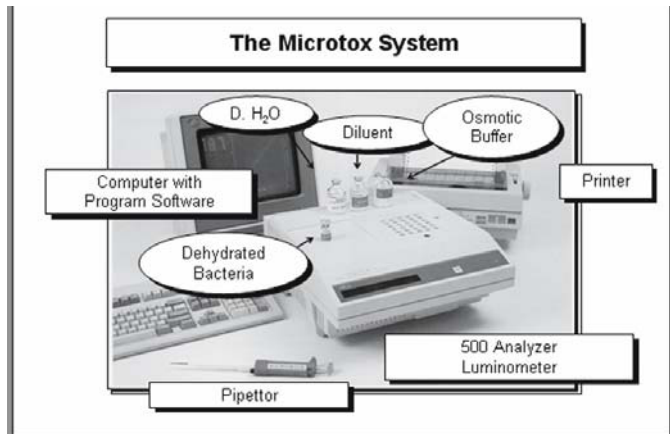 The Microtox System
D. H₂O
Diluent
Osmotic
Buffer
Computer with
Program Software
Printer
Dehydrated
Bacteria
500 Analyzer
Luminometer
Pipettor